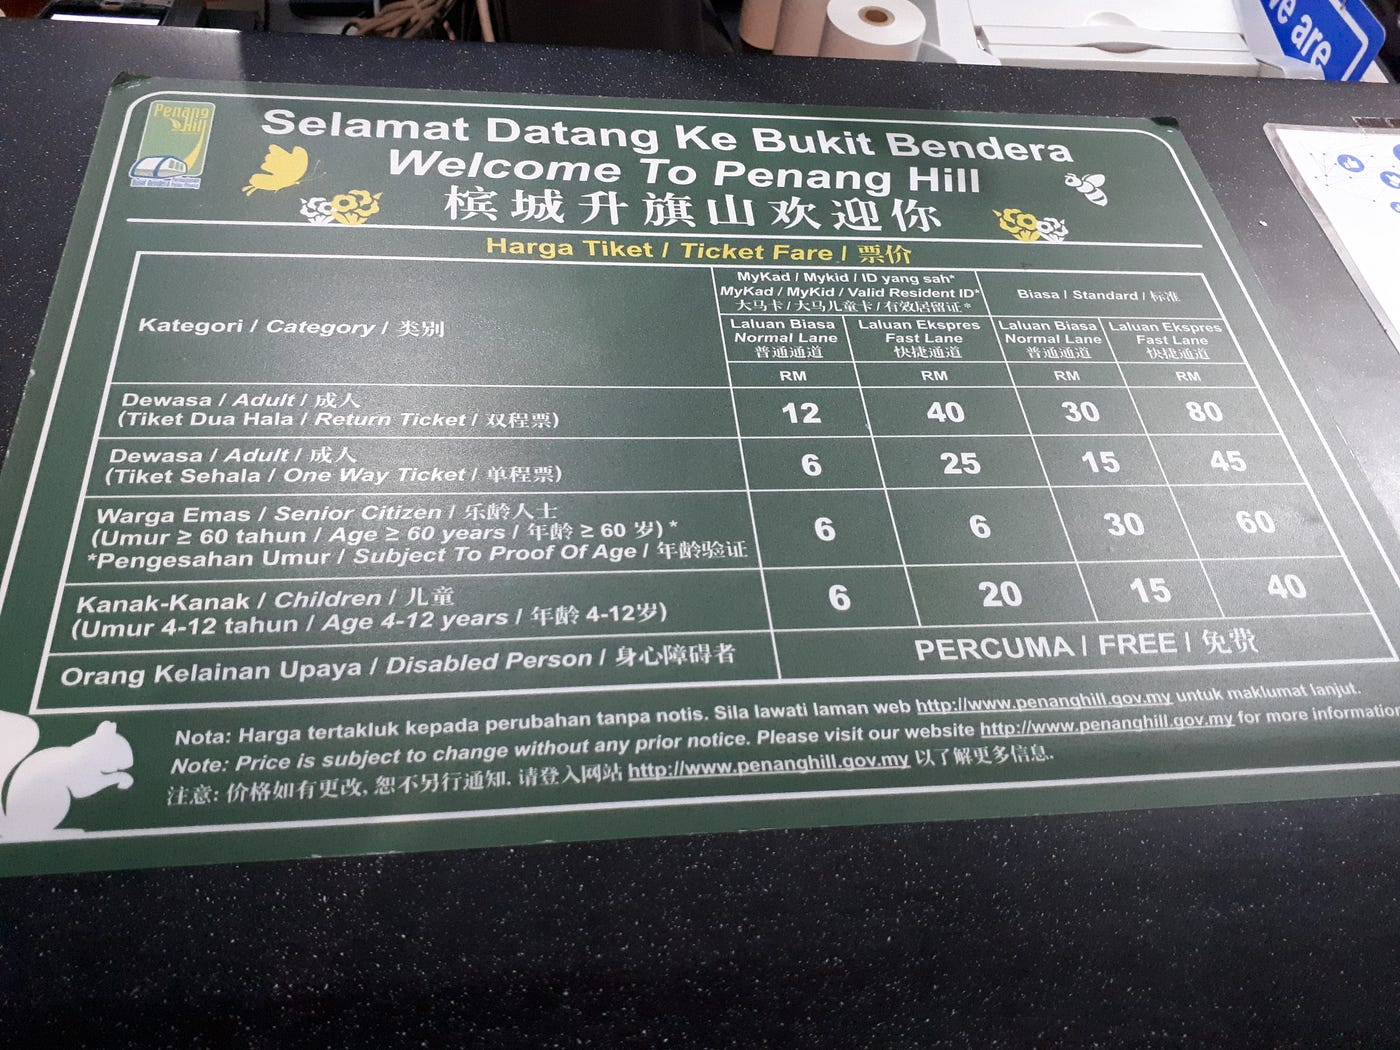 Penang
Hill
Selamat Datang Ke Bukit Bendera
Welcome To Penang Hill
槟城升旗山欢迎你
Harga Tiket / Ticket Fare / 票价
Kategori / Category / 类别
MyKad / Mykid / ID yang sah*
MyKad / MyKid / Valid Resident ID*
大马卡 / 大马儿童卡 / 有效居留证*
Biasa / Standard / 标准
Laluan Biasa
Normal Lane
普通通道
Laluan Ekspres
Fast Lane
快捷通道
Laluan Biasa
Normal Lane
普通通道
Laluan Ekspres
Fast Lane
快捷通道
RM RM RM RM
Dewasa / Adult / 成人
(Tiket Dua Hala / Return Ticket / 双程票)
12 40 30 80
Dewasa / Adult / 成人
(Tiket Sehala / One Way Ticket / 单程票)
6 25 15 45
Warga Emas / Senior Citizen / 乐龄人士
(Umur ≥ 60 tahun / Age ≥ 60 years / 年龄 ≥ 60 岁) *
*Pengesahan Umur / Subject To Proof Of Age / 年龄验证
6 6 30 60
Kanak-Kanak / Children / 儿童
(Umur 4-12 tahun / Age 4-12 years / 年龄 4-12岁)
6 20 15 40
Orang Kelainan Upaya / Disabled Person / 身心障碍者
PERCUMA / FREE / 免费
Nota: Harga tertakluk kepada perubahan tanpa notis. Sila lawati laman web http://www.penanghill.gov.my untuk maklumat lanjut.
Note: Price is subject to change without any prior notice. Please visit our website http://www.penanghill.gov.my for more information
注意: 价格如有更改, 恕不另行通知. 请登入网站 http://www.penanghill.gov.my 以了解更多信息.
we are